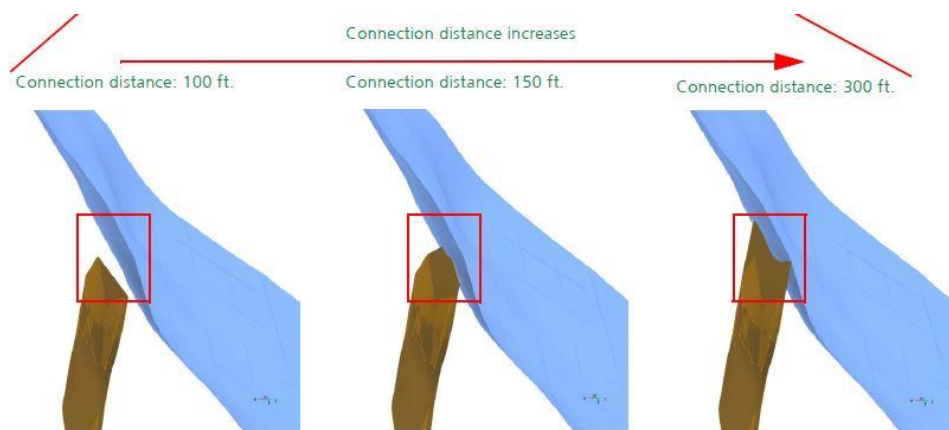 Connection distance increases
Connection distance: 100 ft.
Connection distance: 150 ft.
Connection distance: 300 ft.